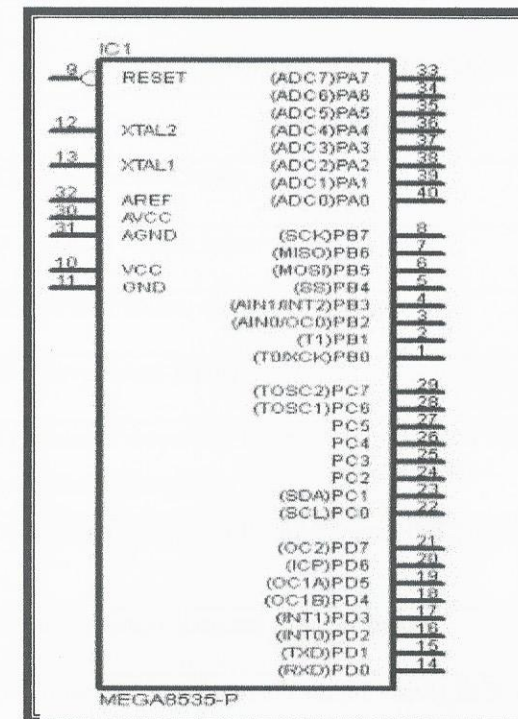 IC1
9 RESET (ADC7)PA7 33
(ADC6)PA6 34
(ADC5)PA5 35
12 XTAL2 (ADC4)PA4 36
(ADC3)PA3 37
13 XTAL1 (ADC2)PA2 38
(ADC1)PA1 39
32 AREF (ADC0)PA0 40
30 AVCC
31 AGND (SCK)PB7 8
(MISO)PB6 7
10 VCC (MOSI)PB5 6
11 GND (SS)PB4 5
(AIN1/INT2)PB3 4
(AIN0/OC0)PB2 3
(T1)PB1 2
(T0/XCK)PB0 1
(TOSC2)PC7 29
(TOSC1)PC6 28
PC5 27
PC4 26
PC3 25
PC2 24
(SDA)PC1 23
(SCL)PC0 22
(OC2)PD7 21
(ICP)PD6 20
(OC1A)PD5 19
(OC1B)PD4 18
(INT1)PD3 17
(INT0)PD2 16
(TXD)PD1 15
(RXD)PD0 14
MEGA8535-P